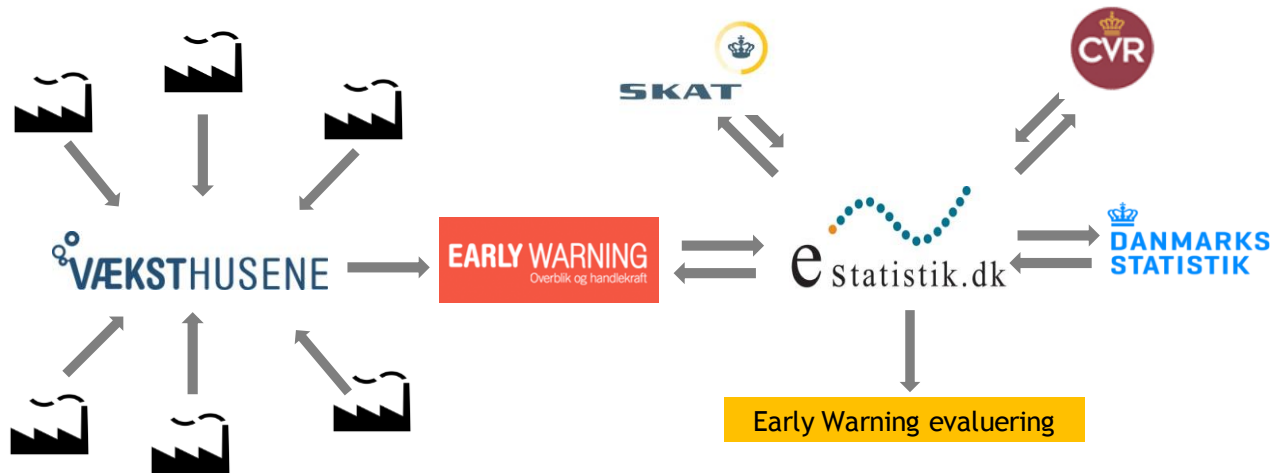 SKAT
CVR
VÆKSTHUSENE
EARLY WARNING
Overblik og handlekraft
estatistik.dk
DANMARKS
STATISTIK
Early Warning evaluering